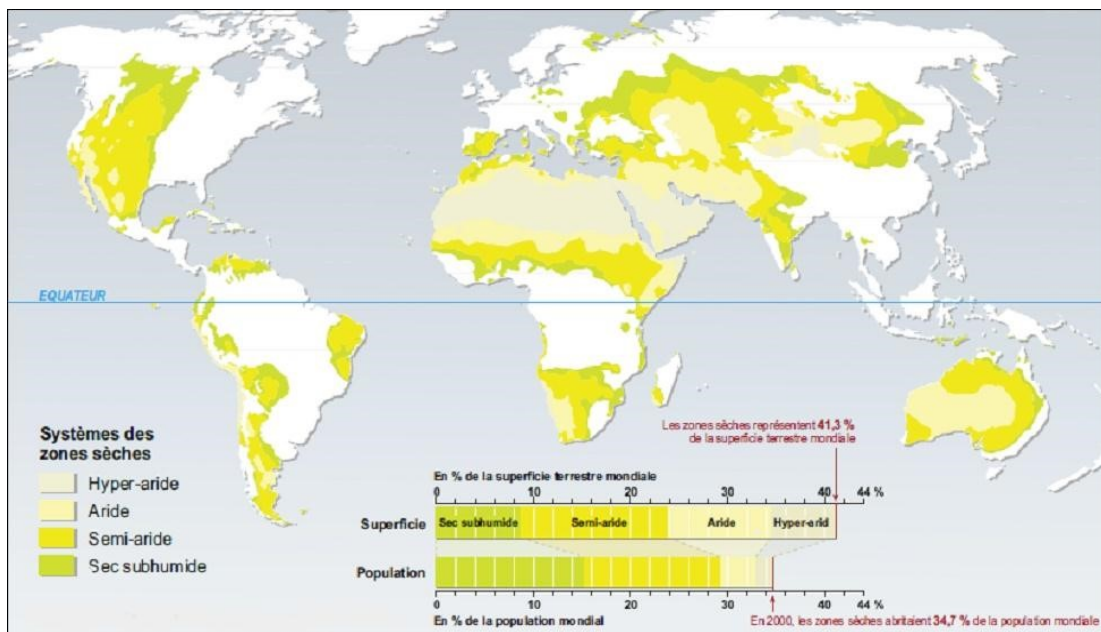 EQUATEUR
Systèmes des
zones sèches
Hyper-aride
Aride
Semi-aride
Sec subhumide
Les zones sèches représentent 41,3 %
de la superficie terrestre mondiale
En % de la superficie terrestre mondiale
0 10 20 30 40 44 %
Superficie
Sec subhumide Semi-aride Aride Hyper-arid
Population
0 10 20 30 40 44 %
En % de la population mondial
En 2000, les zones sèches abritaient 34,7 % de la population mondiale